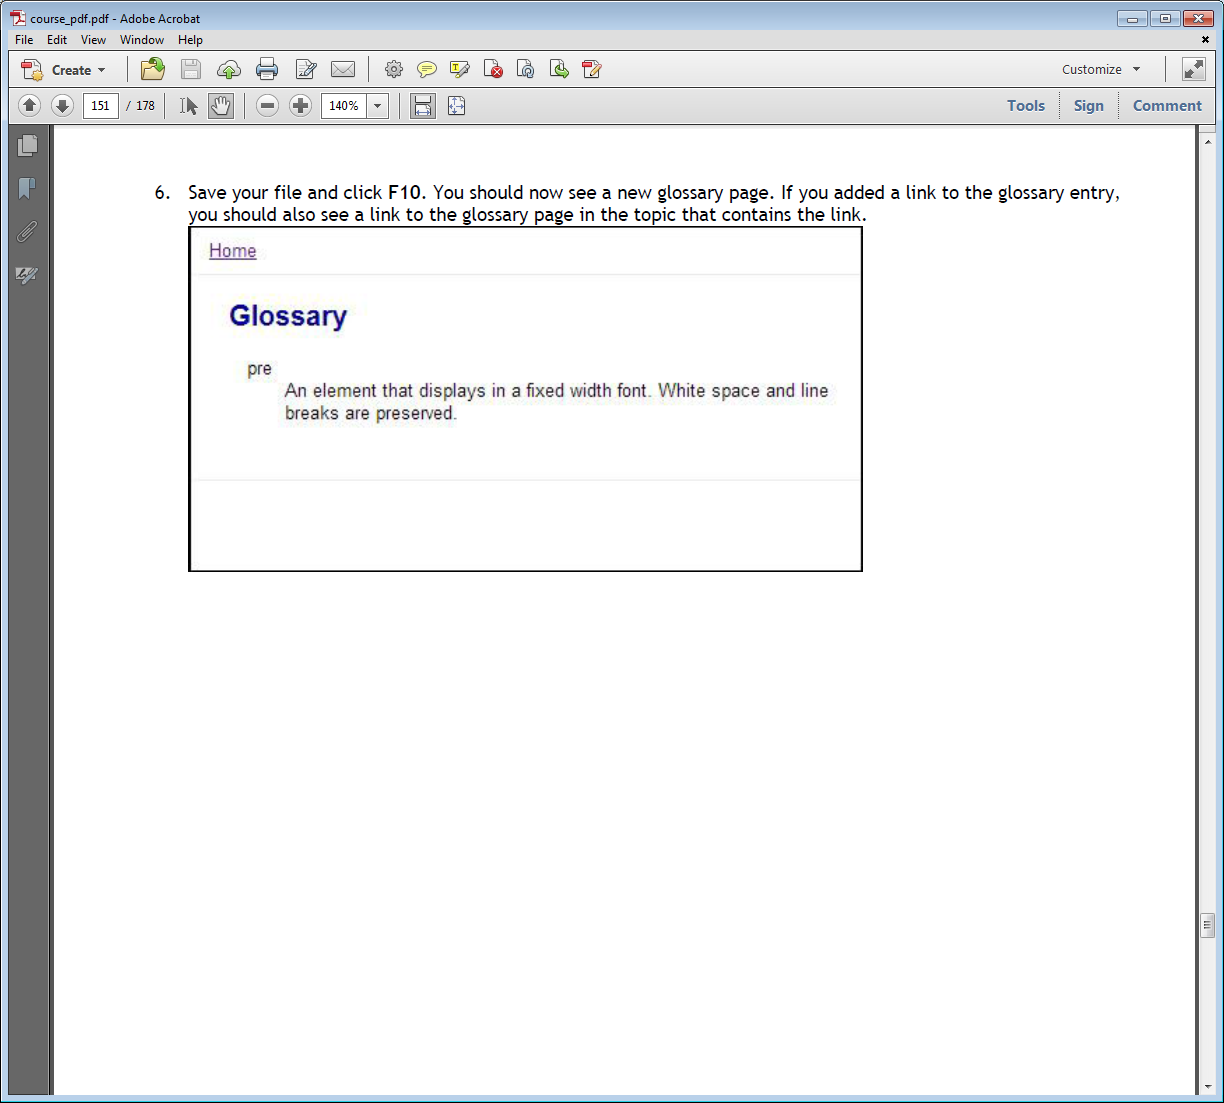 course_pdf.pdf - Adobe Acrobat
File Edit View Window Help
Create Customize
151 / 178 140% Tools Sign Comment
6. Save your file and click F10. You should now see a new glossary page. If you added a link to the glossary entry,
you should also see a link to the glossary page in the topic that contains the link.
Home
Glossary
pre
An element that displays in a fixed width font. White space and line
breaks are preserved.